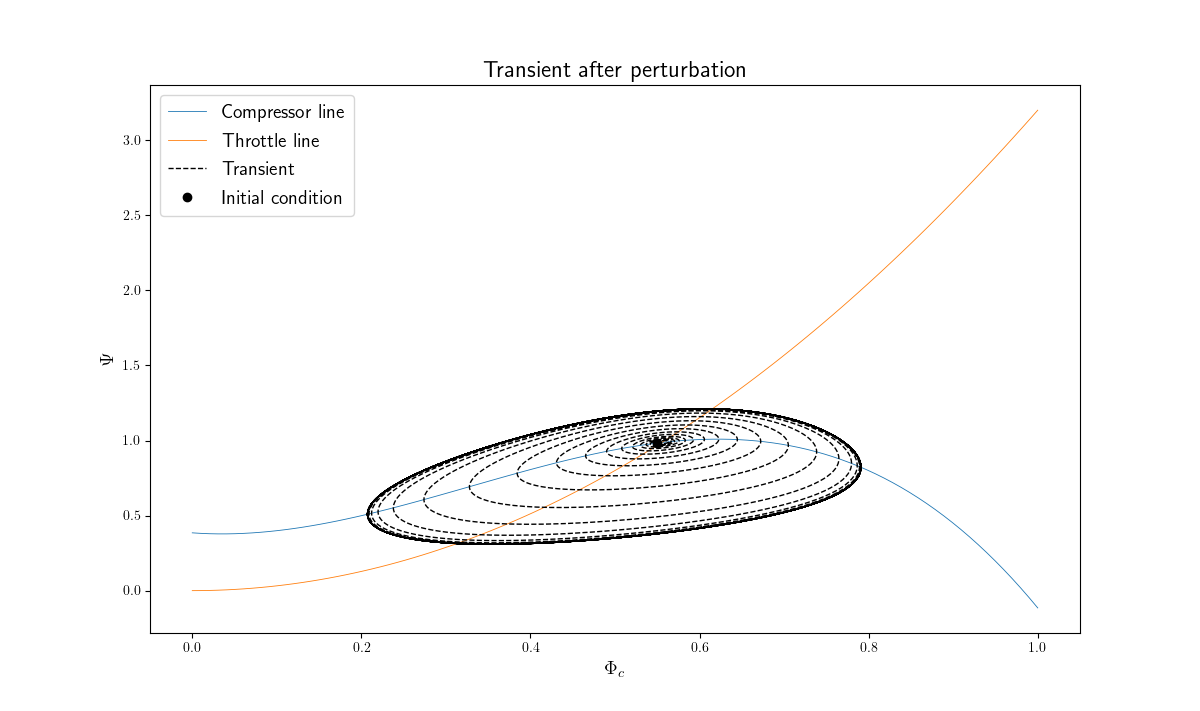 Transient after perturbation
Compressor line
Throttle line
Transient
Initial condition
3.0
2.5
2.0
1.5
1.0
0.5
0.0
Ψ
0.0 0.2 0.4 0.6 0.8 1.0
Φc